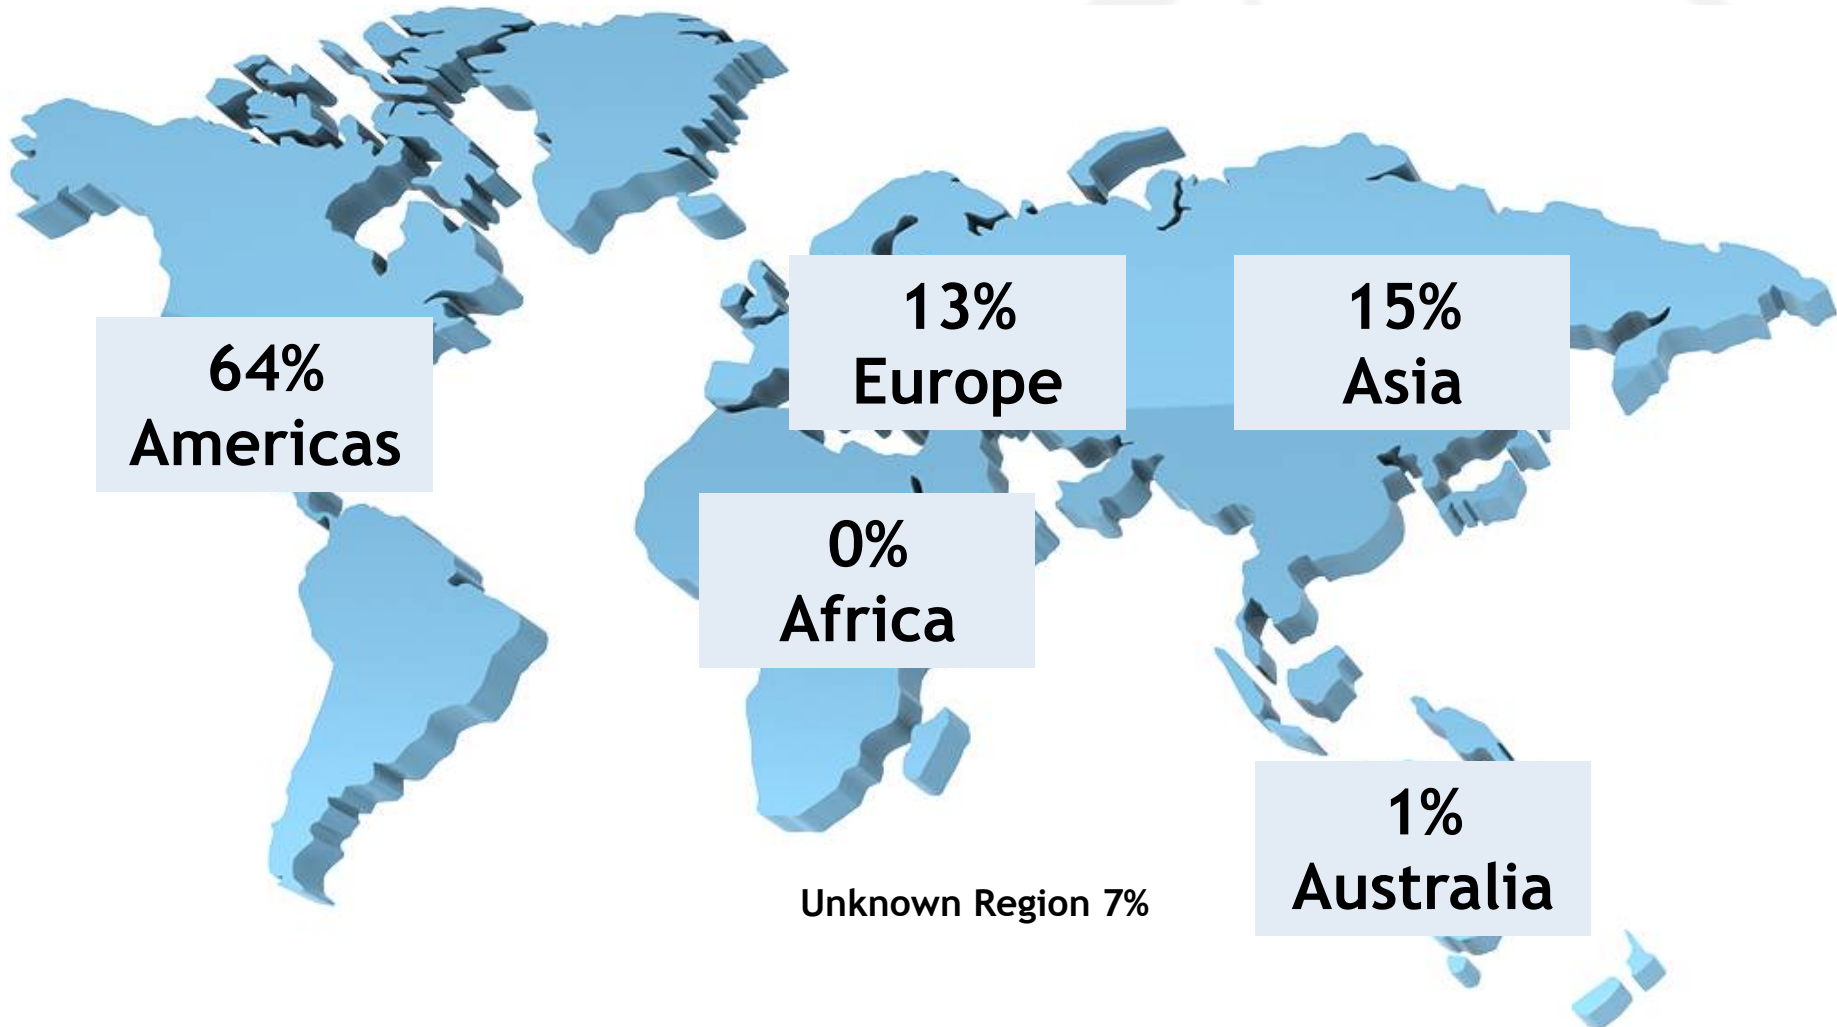 64%
Americas
13%
Europe
15%
Asia
0%
Africa
1%
Australia
Unknown Region 7%